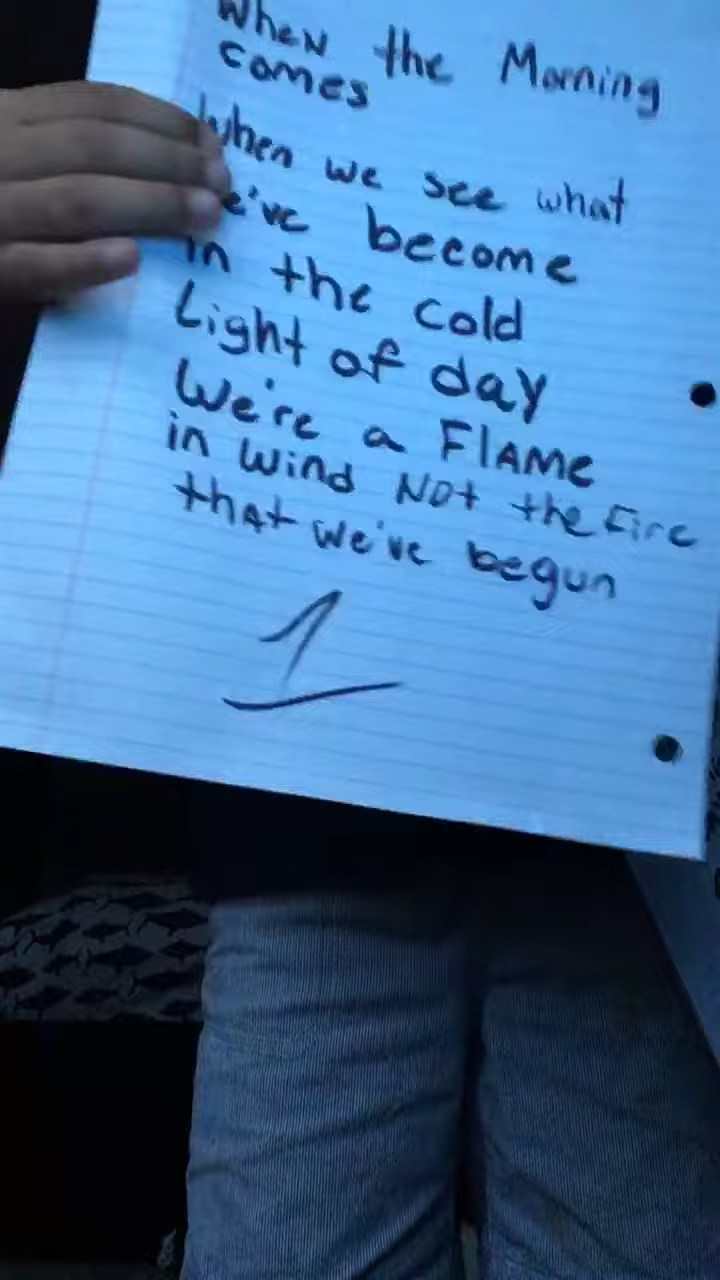 When the Morning
comes
When we see what
e've become
in the cold
Light of day
We're a FLAME
in wind NOt the Fire
that we've begun
1